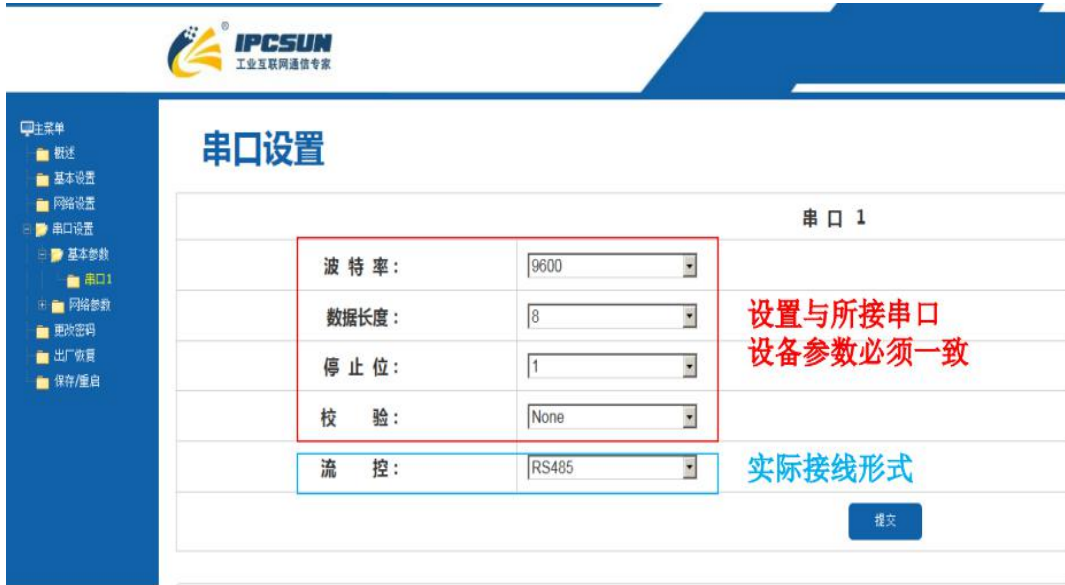 IPCSUN
®
工业互联网通信专家
主菜单
概述
基本设置
网络设置
串口设置
基本参数
串口1
网络参数
更改密码
出厂恢复
保存/重启
串口设置
串 口 1
波 特 率： 9600
数据长度： 8
停 止 位： 1
校 验： None
流 控： RS485
设置与所接串口
设备参数必须一致
实际接线形式
提交